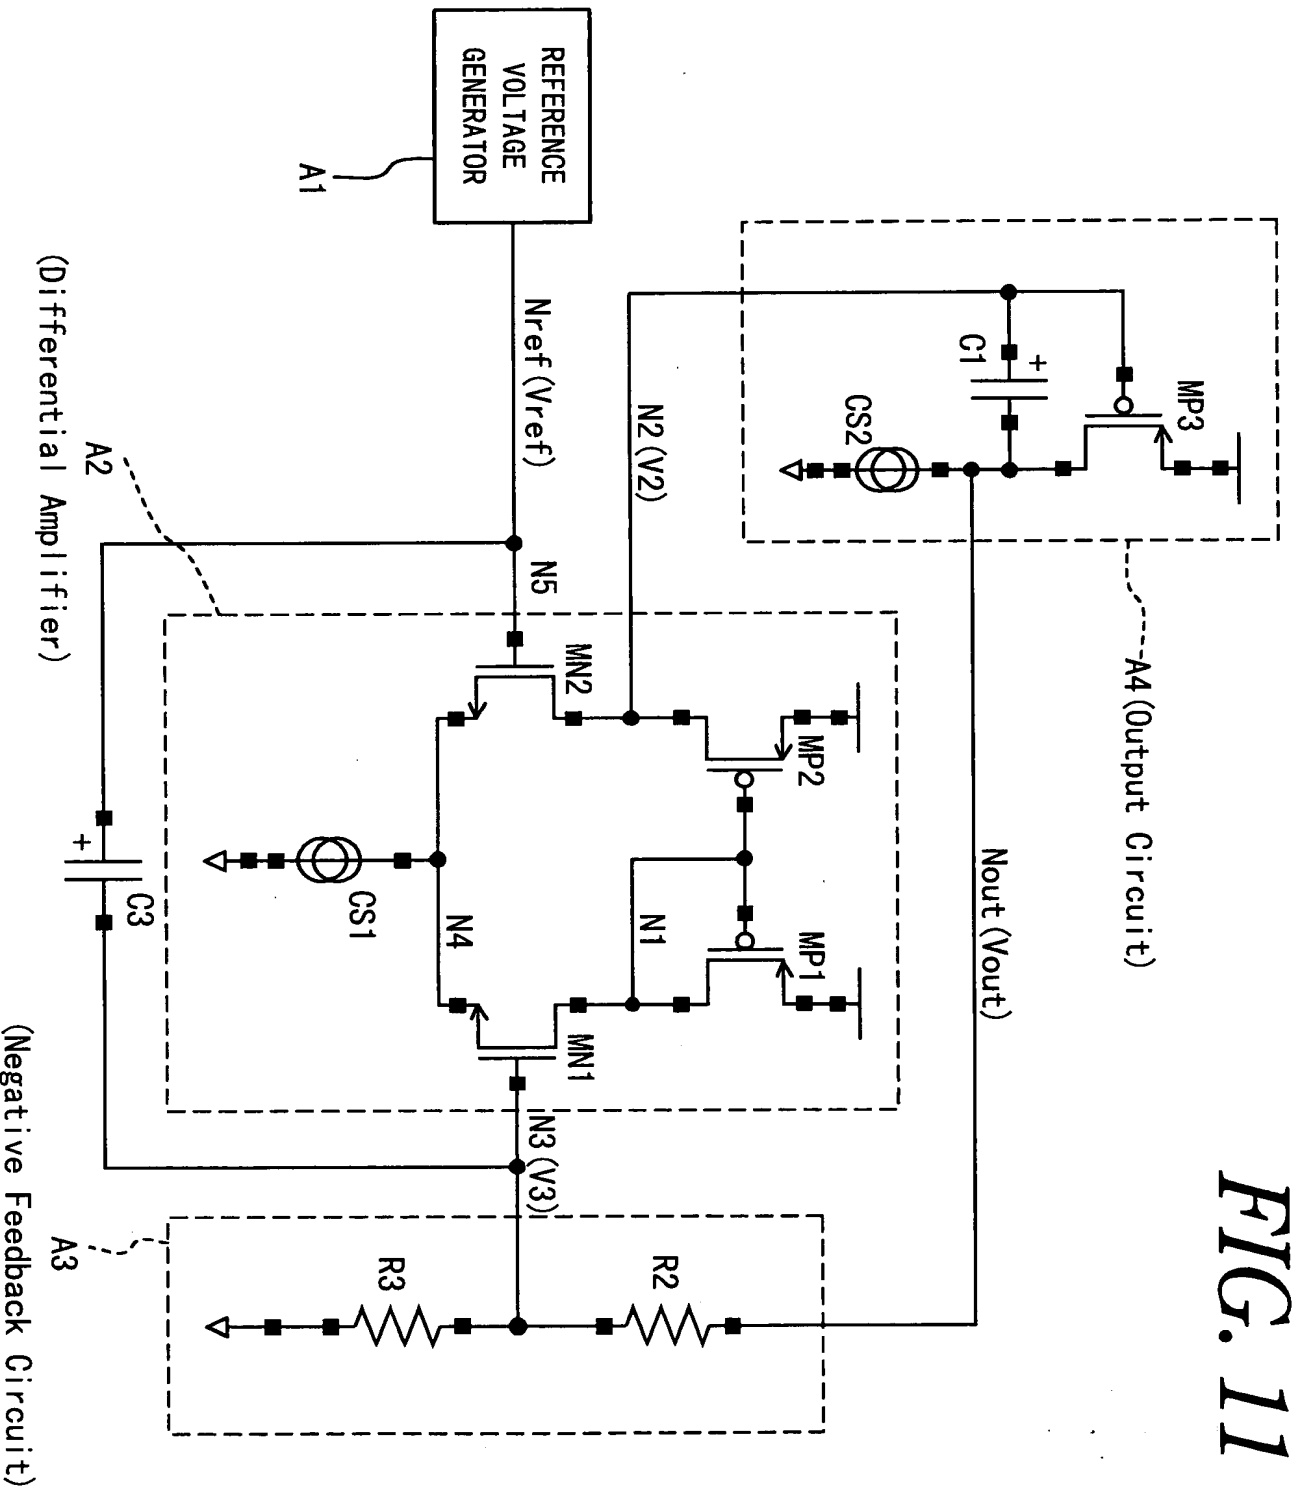 FIG. 11
MP3
A4(Output Circuit)
C1
+
CS2
Nout(Vout)
N2(V2)
MP2
MP1
N1
R2
REFERENCE
VOLTAGE
GENERATOR
A1
Nref(Vref)
N5
MN2
MN1
N3(V3)
N4
CS1
R3
A2
(Differential Amplifier)
+
C3
A3
(Negative Feedback Circuit)